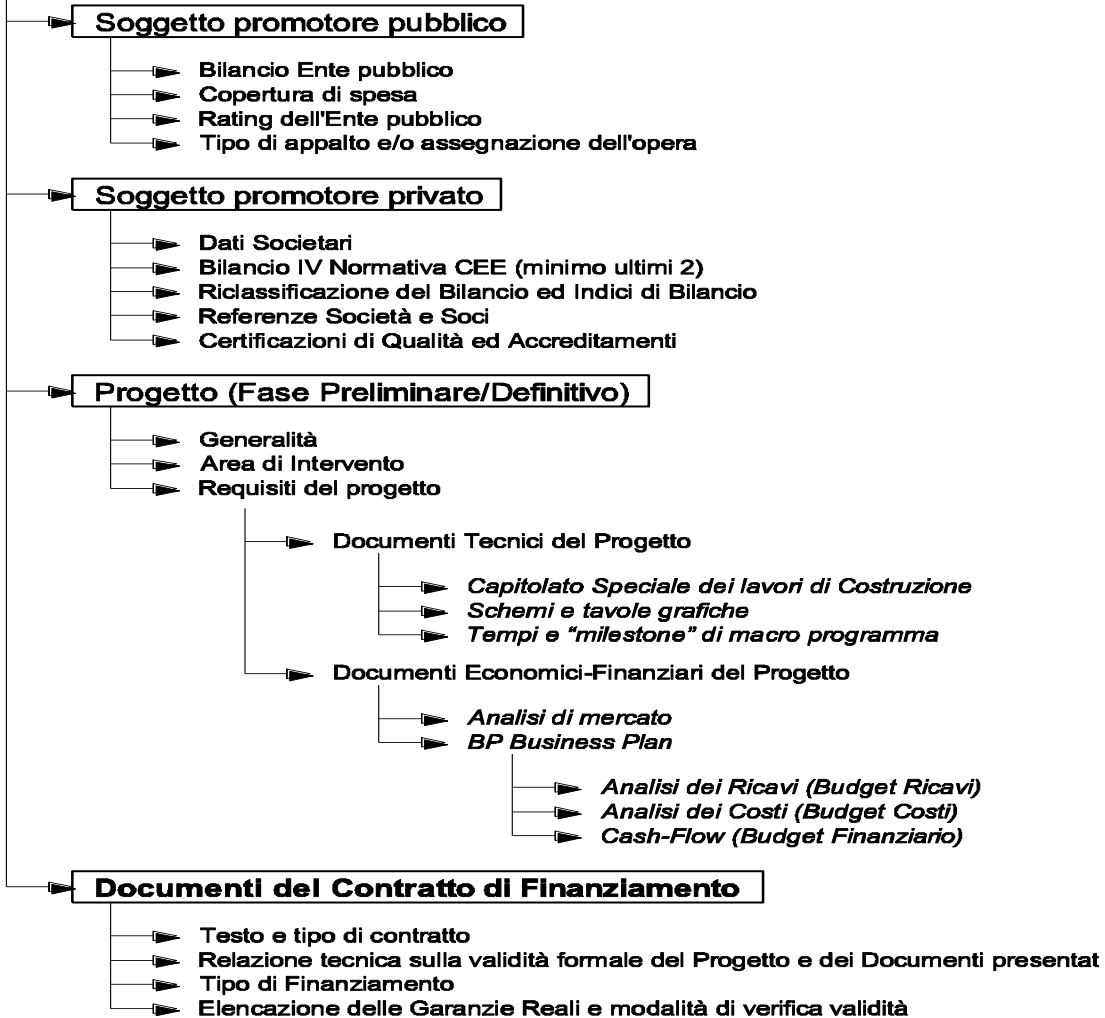 Soggetto promotore pubblico
Bilancio Ente pubblico
Copertura di spesa
Rating dell'Ente pubblico
Tipo di appalto e/o assegnazione dell'opera
Soggetto promotore privato
Dati Societari
Bilancio IV Normativa CEE (minimo ultimi 2)
Riclassificazione del Bilancio ed Indici di Bilancio
Referenze Società e Soci
Certificazioni di Qualità ed Accreditamenti
Progetto (Fase Preliminare/Definitivo)
Generalità
Area di Intervento
Requisiti del progetto
Documenti Tecnici del Progetto
Capitolato Speciale dei lavori di Costruzione
Schemi e tavole grafiche
Tempi e “milestone” di macro programma
Documenti Economici-Finanziari del Progetto
Analisi di mercato
BP Business Plan
Analisi dei Ricavi (Budget Ricavi)
Analisi dei Costi (Budget Costi)
Cash-Flow (Budget Finanziario)
Documenti del Contratto di Finanziamento
Testo e tipo di contratto
Relazione tecnica sulla validità formale del Progetto e dei Documenti presentat
Tipo di Finanziamento
Elencazione delle Garanzie Reali e modalità di verifica validità